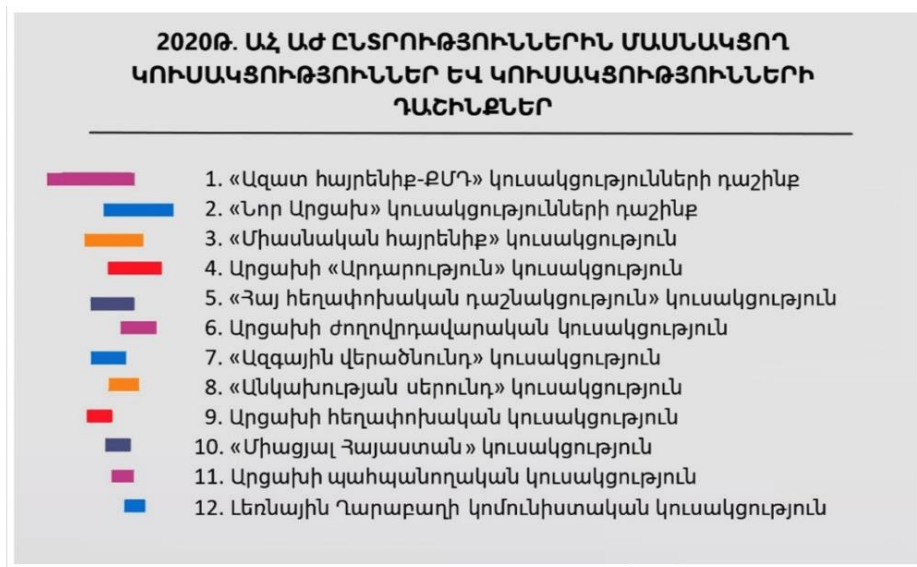 2020Թ. ԱՀ ԱԺ ԸՆՏՐՈՒԹՅՈՒՆՆԵՐԻՆ ՄԱՍՆԱԿՑՈՂ
ԿՈՒՍԱԿՑՈՒԹՅՈՒՆՆԵՐ ԵՎ ԿՈՒՍԱԿՑՈՒԹՅՈՒՆՆԵՐԻ
ԴԱՇԻՆՔՆԵՐ
1. «Ազատ հայրենիք-ՔՄԴ» կուսակցությունների դաշինք
2. «Նոր Արցախ» կուսակցությունների դաշինք
3. «Միասնական հայրենիք» կուսակցություն
4. Արցախի «Արդարություն» կուսակցություն
5. «Հայ հեղափոխական դաշնակցություն» կուսակցություն
6. Արցախի ժողովրդավարական կուսակցություն
7. «Ազգային վերածնունդ» կուսակցություն
8. «Անկախության սերունդ» կուսակցություն
9. Արցախի հեղափոխական կուսակցություն
10. «Միացյալ Հայաստան» կուսակցություն
11. Արցախի պահպանողական կուսակցություն
12. Լեռնային Ղարաբաղի կոմունիստական կուսակցություն